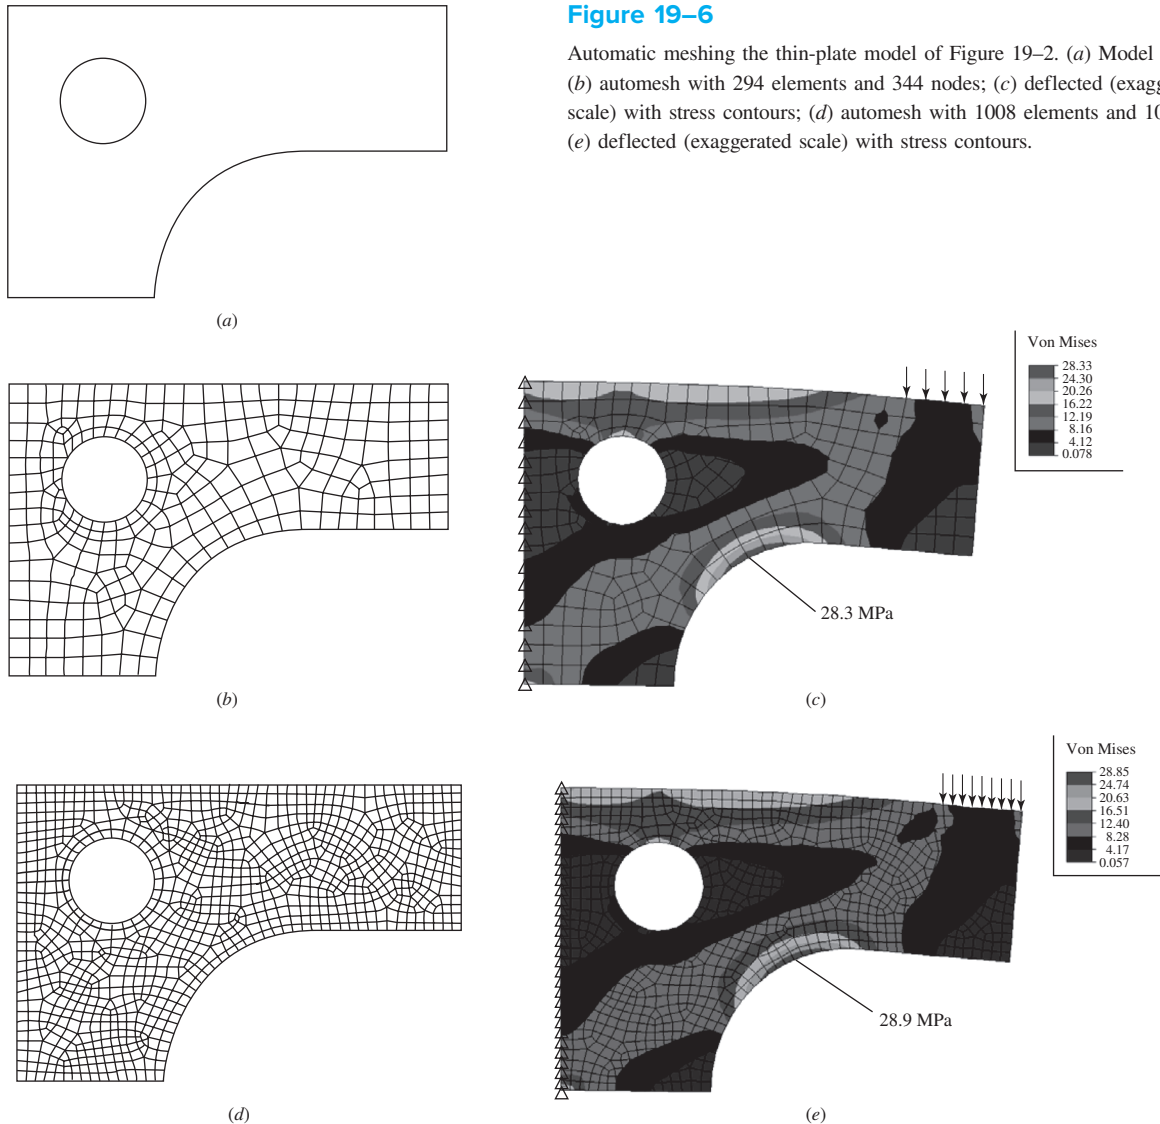 Figure 19–6
Automatic meshing the thin-plate model of Figure 19–2. (a) Model
(b) automesh with 294 elements and 344 nodes; (c) deflected (exagg
scale) with stress contours; (d) automesh with 1008 elements and 10
(e) deflected (exaggerated scale) with stress contours.
(a)
Von Mises
28.33
24.30
20.26
16.22
12.19
8.16
4.12
0.078
28.3 MPa
(b)
(c)
Von Mises
28.85
24.74
20.63
16.51
12.40
8.28
4.17
0.057
28.9 MPa
(d)
(e)